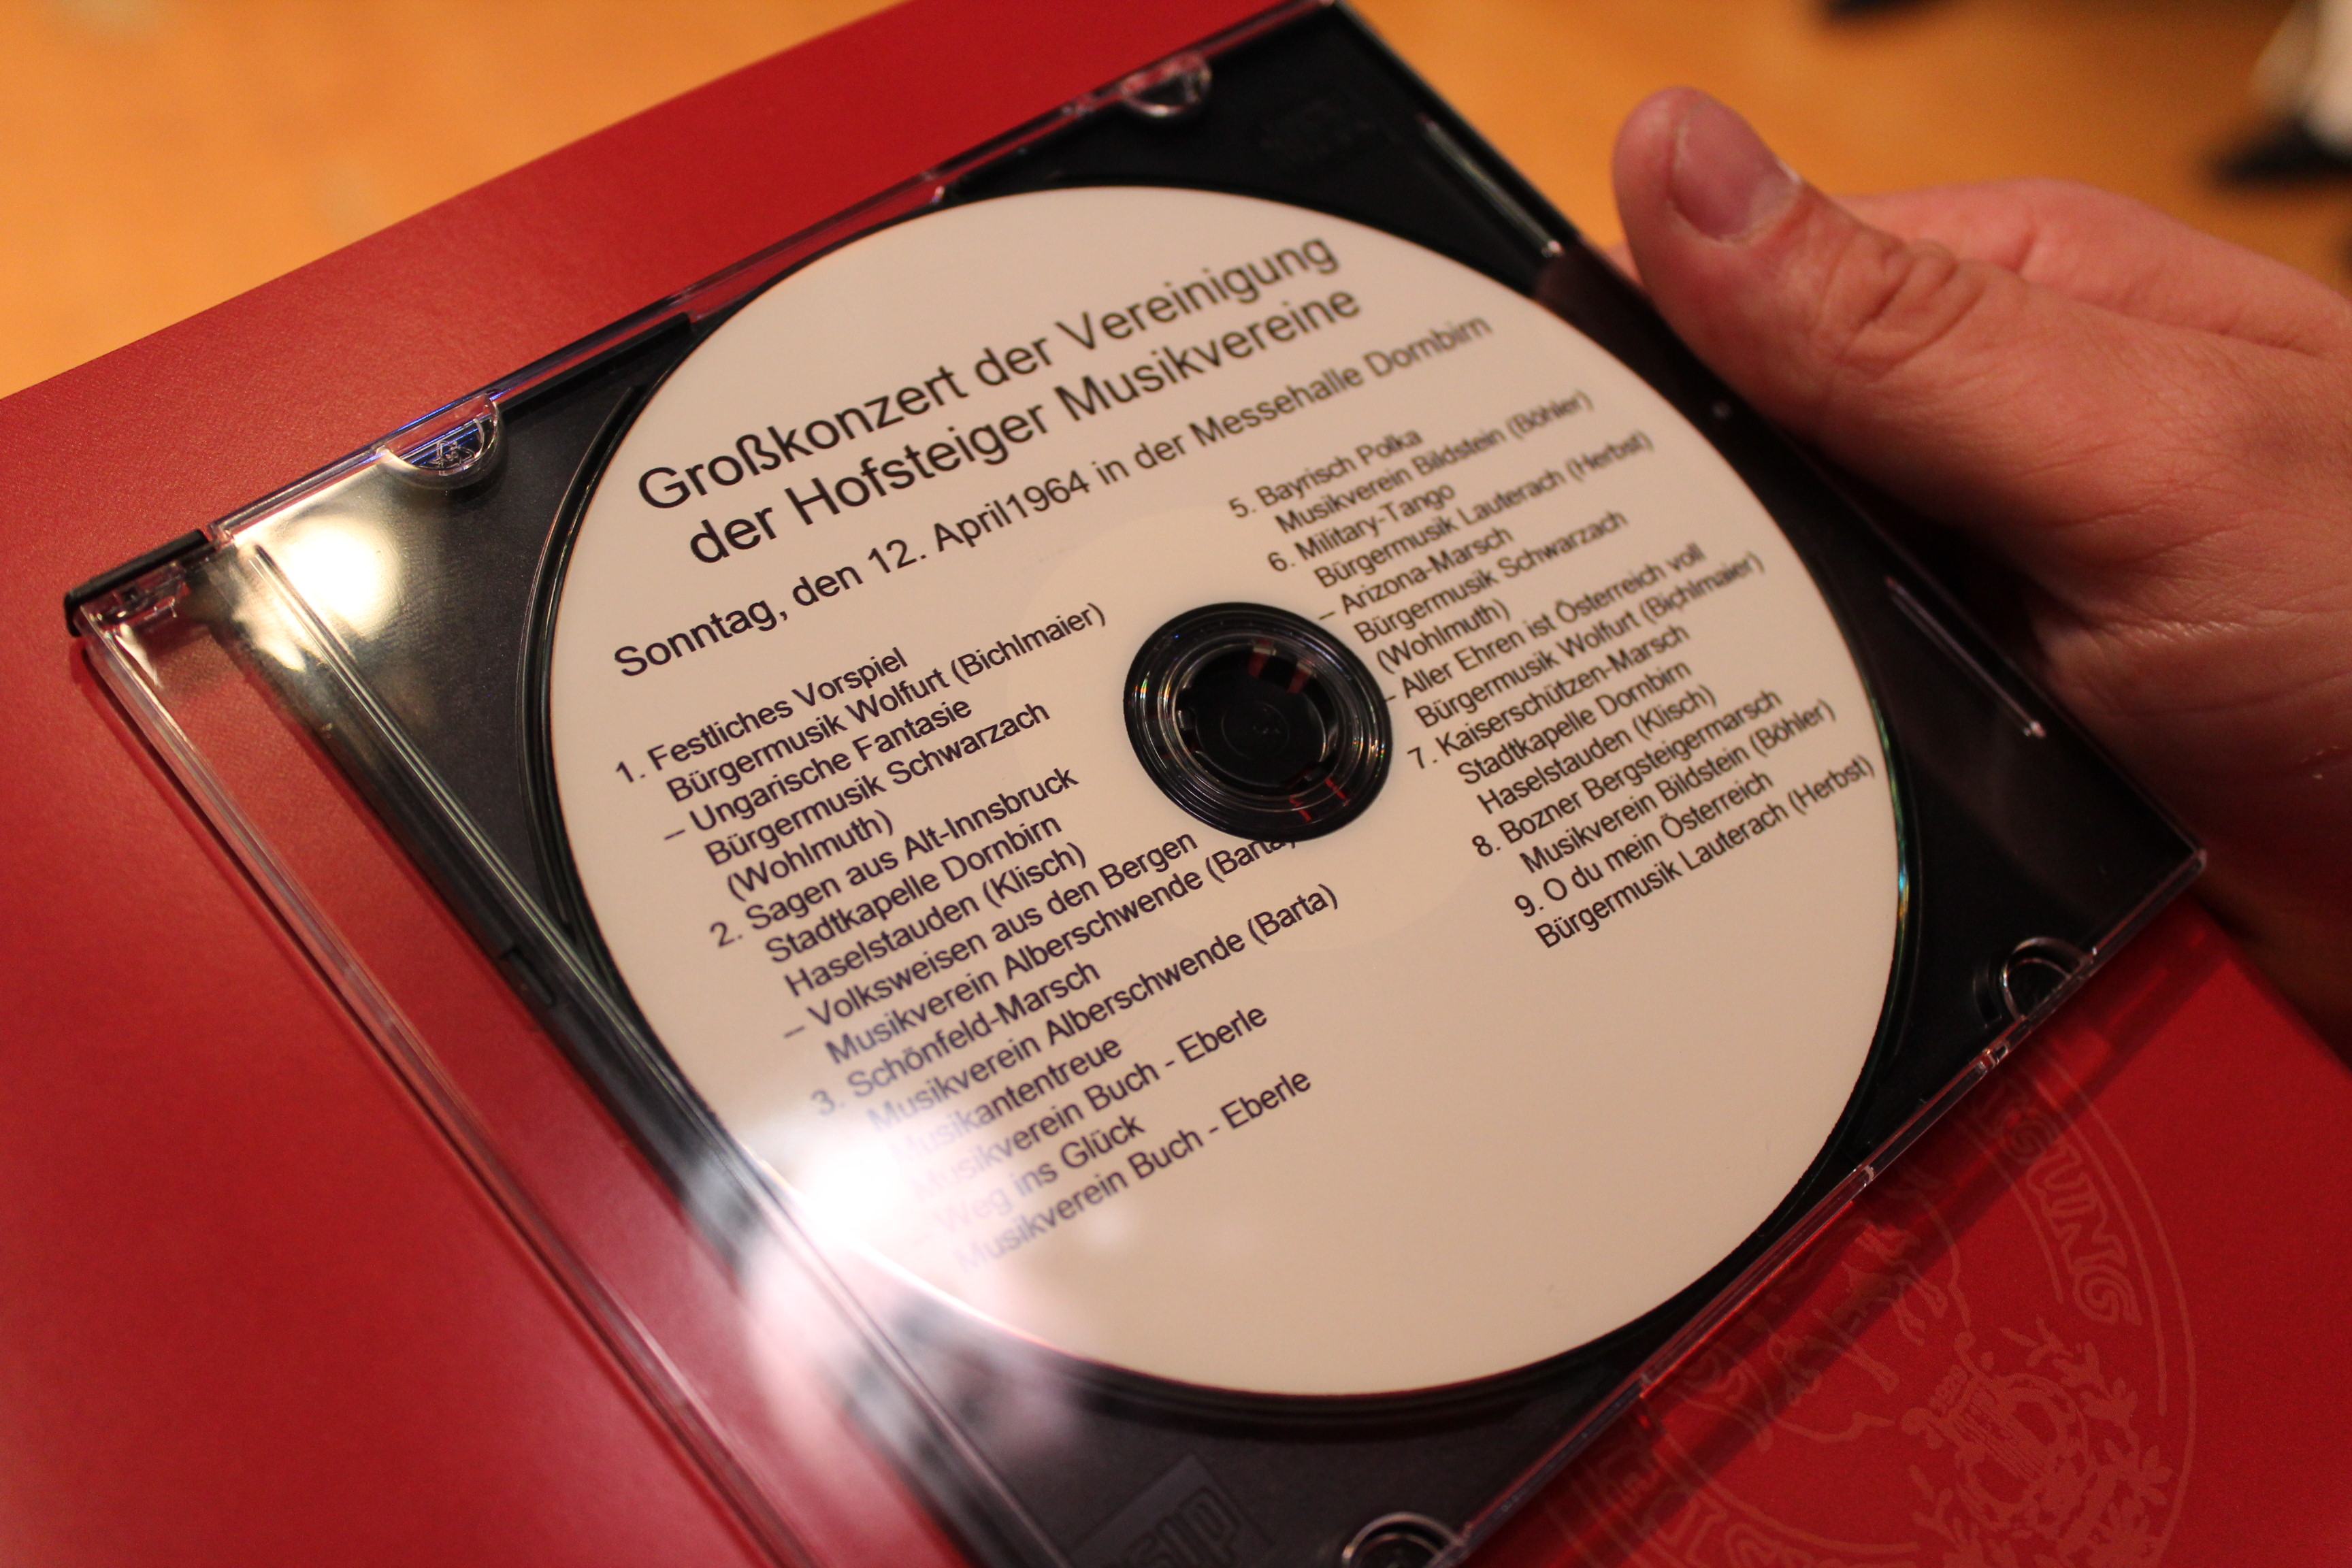 Großkonzert der Vereinigung
der Hofsteiger Musikvereine
Sonntag, den 12. April1964 in der Messehalle Dornbirn
1. Festliches Vorspiel
Bürgermusik Wolfurt (Bichlmaier)
– Ungarische Fantasie
Bürgermusik Schwarzach
(Wohlmuth)
2. Sagen aus Alt-Innsbruck
Stadtkapelle Dornbirn
Haselstauden (Klisch)
– Volksweisen aus den Bergen
Musikverein Alberschwende (Barta)
3. Schönfeld-Marsch
Musikverein Alberschwende (Barta)
Musikantentreue
Musikverein Buch - Eberle
– Weg ins Glück
Musikverein Buch - Eberle
5. Bayrisch Polka
Musikverein Bildstein (Böhler)
6. Military-Tango
Bürgermusik Lauterach (Herbst)
– Arizona-Marsch
Bürgermusik Schwarzach
(Wohlmuth)
– Aller Ehren ist Österreich voll
Bürgermusik Wolfurt (Bichlmaier)
7. Kaiserschützen-Marsch
Stadtkapelle Dornbirn
Haselstauden (Klisch)
8. Bozner Bergsteigermarsch
Musikverein Bildstein (Böhler)
9. O du mein Österreich
Bürgermusik Lauterach (Herbst)